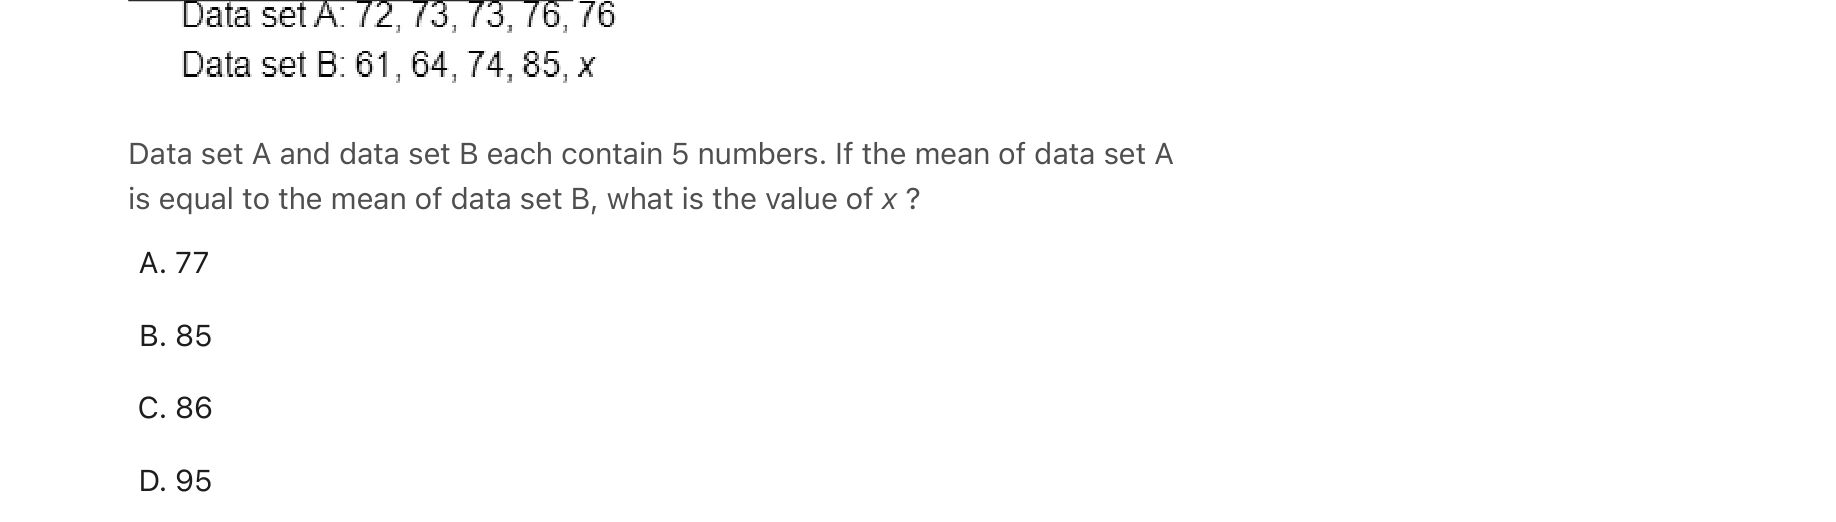 Data set A: 72, 73, 73, 76, 76
Data set B: 61, 64, 74, 85, x
Data set A and data set B each contain 5 numbers. If the mean of data set A
is equal to the mean of data set B, what is the value of x ?
A. 77
B. 85
C. 86
D. 95